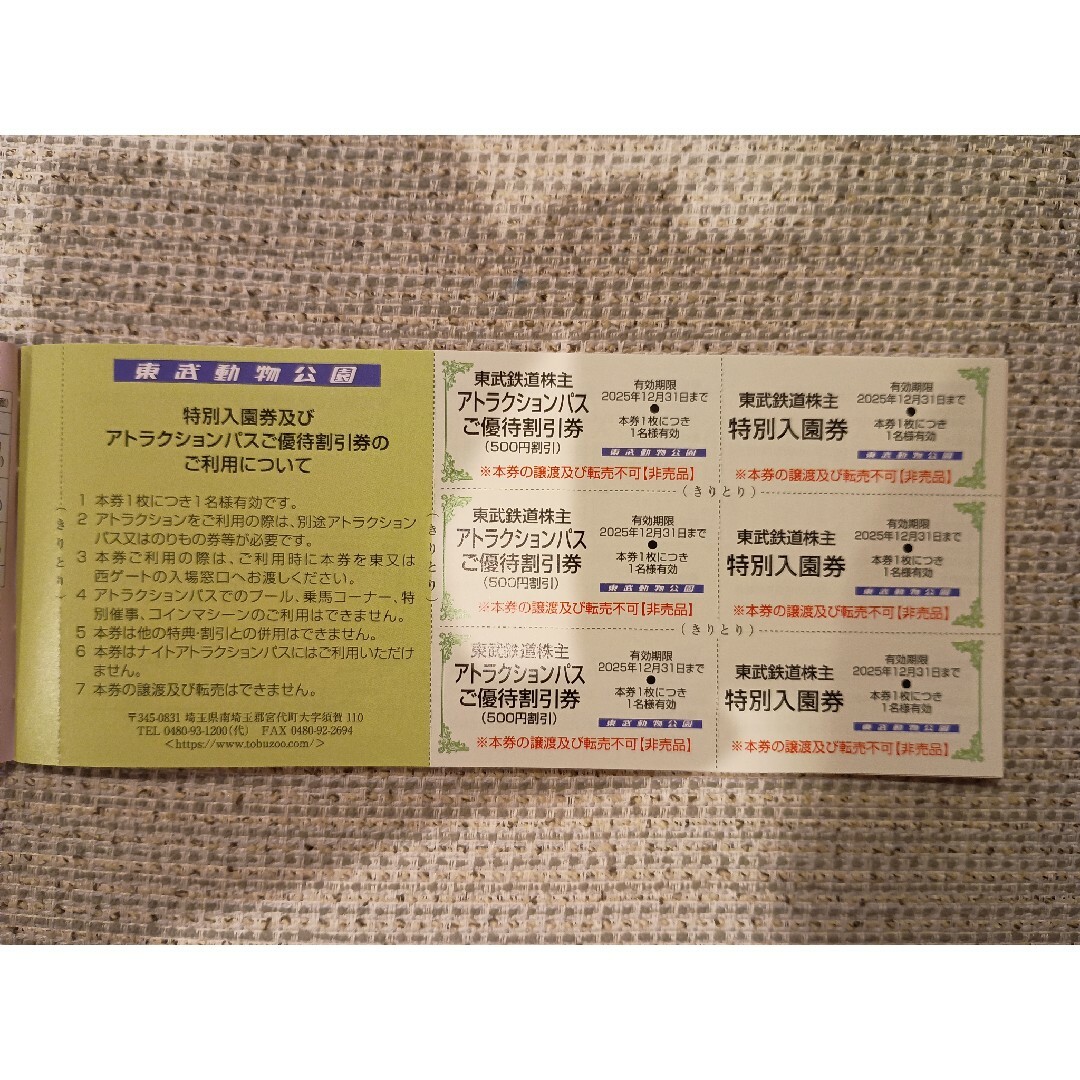 東武動物公園
特別入園券及び
アトラクションパスご優待割引券の
ご利用について
1 本券1枚につき1名様有効です。
2 アトラクションをご利用の際は、別途アトラクション
パス又はのりもの券等が必要です。
3 本券ご利用の際は、ご利用時に本券を東又は
西ゲートの入場窓口へお渡しください。
4 アトラクションパスでのプール、乗馬コーナー、特
別催事、コインマシーンのご利用はできません。
5 本券は他の特典・割引との併用はできません。
6 本券はナイトアトラクションパスにはご利用いただけ
ません。
7 本券の譲渡及び転売はできません。
〒345-0831 埼玉県南埼玉郡宮代町大字須賀 110
TEL 0480-93-1200(代) FAX 0480-92-2694
<https://www.tobuzoo.com/>
(きりとり)
(きりとり)
東武鉄道株主
アトラクションパス
ご優待割引券
(500円割引)
有効期限
2025年12月31日まで
●
本券1枚につき
1名様有効
東武動物公園
※本券の譲渡及び転売不可【非売品】
東武鉄道株主
特別入園券
有効期限
2025年12月31日まで
●
本券1枚につき
1名様有効
東武動物公園
※本券の譲渡及び転売不可【非売品】
(きりとり)
東武鉄道株主
アトラクションパス
ご優待割引券
(500円割引)
有効期限
2025年12月31日まで
●
本券1枚につき
1名様有効
東武動物公園
※本券の譲渡及び転売不可【非売品】
東武鉄道株主
特別入園券
有効期限
2025年12月31日まで
●
本券1枚につき
1名様有効
東武動物公園
※本券の譲渡及び転売不可【非売品】
(きりとり)
東武鉄道株主
アトラクションパス
ご優待割引券
(500円割引)
有効期限
2025年12月31日まで
●
本券1枚につき
1名様有効
東武動物公園
※本券の譲渡及び転売不可【非売品】
東武鉄道株主
特別入園券
有効期限
2025年12月31日まで
●
本券1枚につき
1名様有効
東武動物公園
※本券の譲渡及び転売不可【非売品】